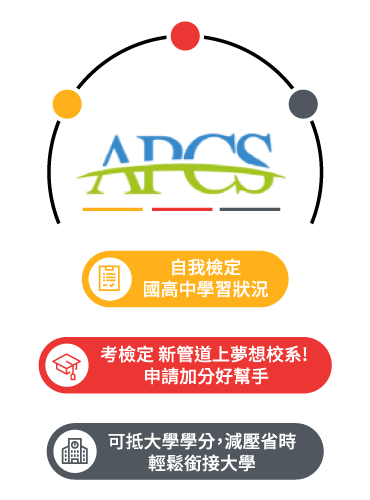 APCS
自我檢定
國高中學習狀況
考檢定 新管道上夢想校系!
申請加分好幫手
可抵大學學分,減壓省時
輕鬆銜接大學